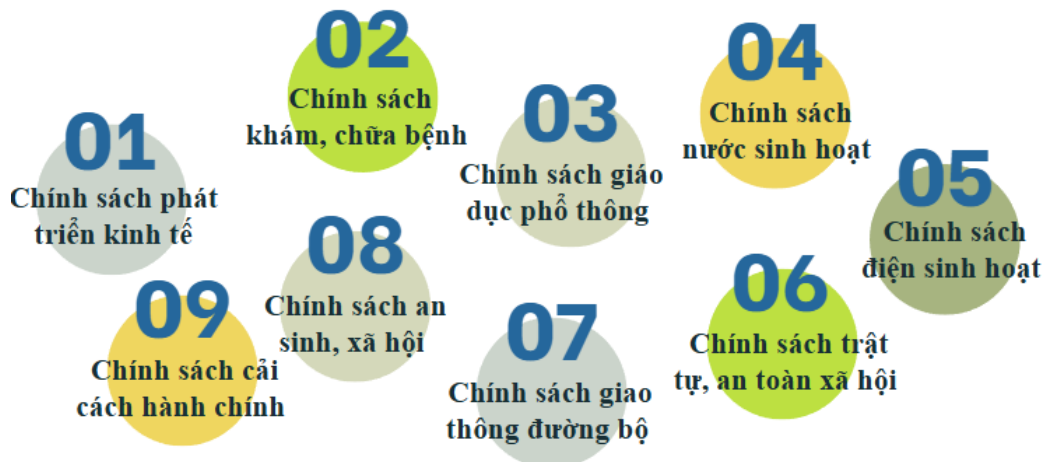 01
Chính sách phát
triển kinh tế
02
Chính sách
khám, chữa bệnh
03
Chính sách giáo
dục phổ thông
04
Chính sách
nước sinh hoạt
05
Chính sách
điện sinh hoạt
06
Chính sách trật
tự, an toàn xã hội
07
Chính sách giao
thông đường bộ
08
Chính sách an
sinh, xã hội
09
Chính sách cải
cách hành chính